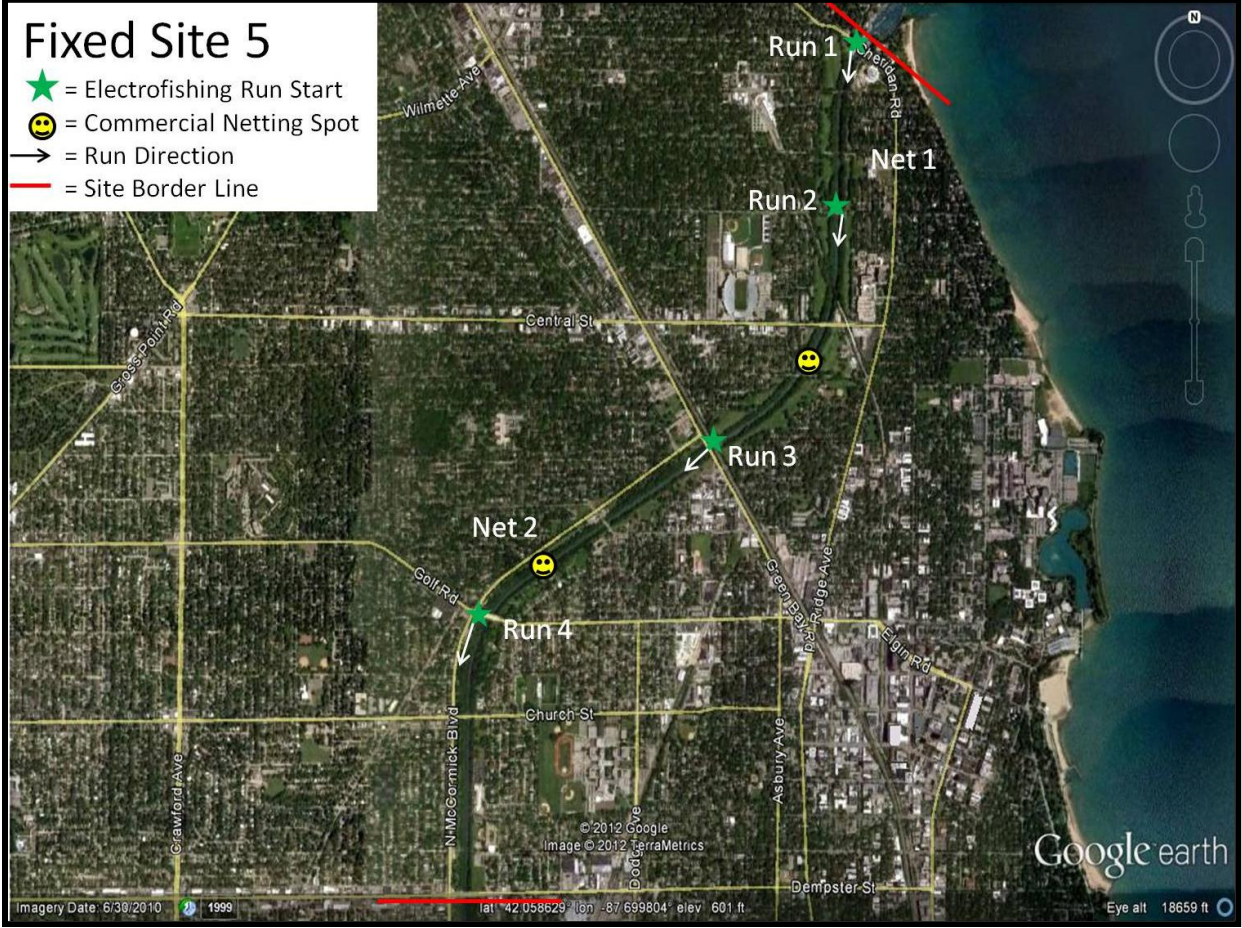 Fixed Site 5
= Electrofishing Run Start
= Commercial Netting Spot
= Run Direction
= Site Border Line
N
Run 1
Sheridan Rd
Wilmette Ave
Net 1
Run 2
Gross Point Rd
Central St
Run 3
Net 2
Golf Rd
Run 4
Green Bay Rd
Ridge Ave
Elgin Rd
Church St
N McCormick Blvd
Asbury Ave
Crawford Ave
© 2012 Google
Image © 2012 TerraMetrics
Google earth
Dempster St
Imagery Date: 6/30/2010
1999
lat 42.058629° lon -87.699804° elev 601 ft
Eye alt 18659 ft